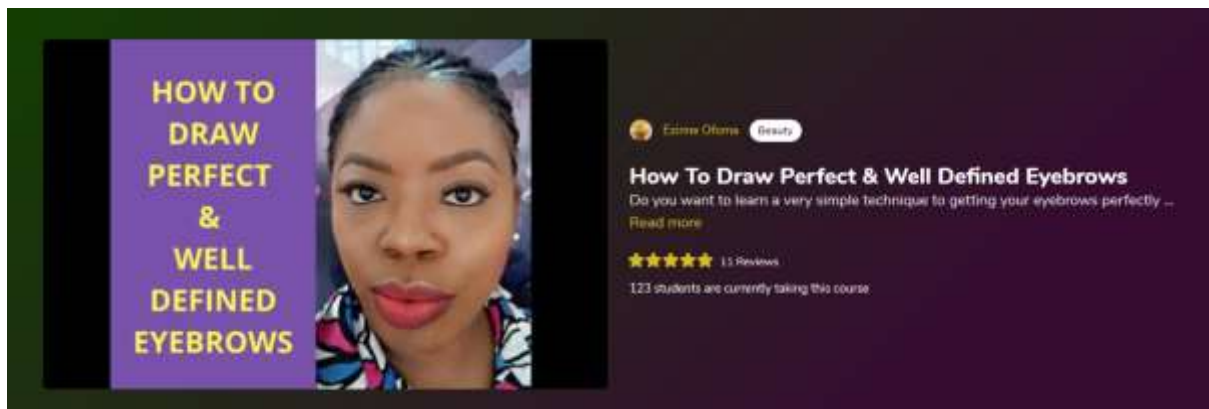 HOW TO
DRAW
PERFECT
&
WELL
DEFINED
EYEBROWS
Ezinne Ofoma Beauty
How To Draw Perfect & Well Defined Eyebrows
Do you want to learn a very simple technique to getting your eyebrows perfectly ...
Read more
11 Reviews
123 students are currently taking this course